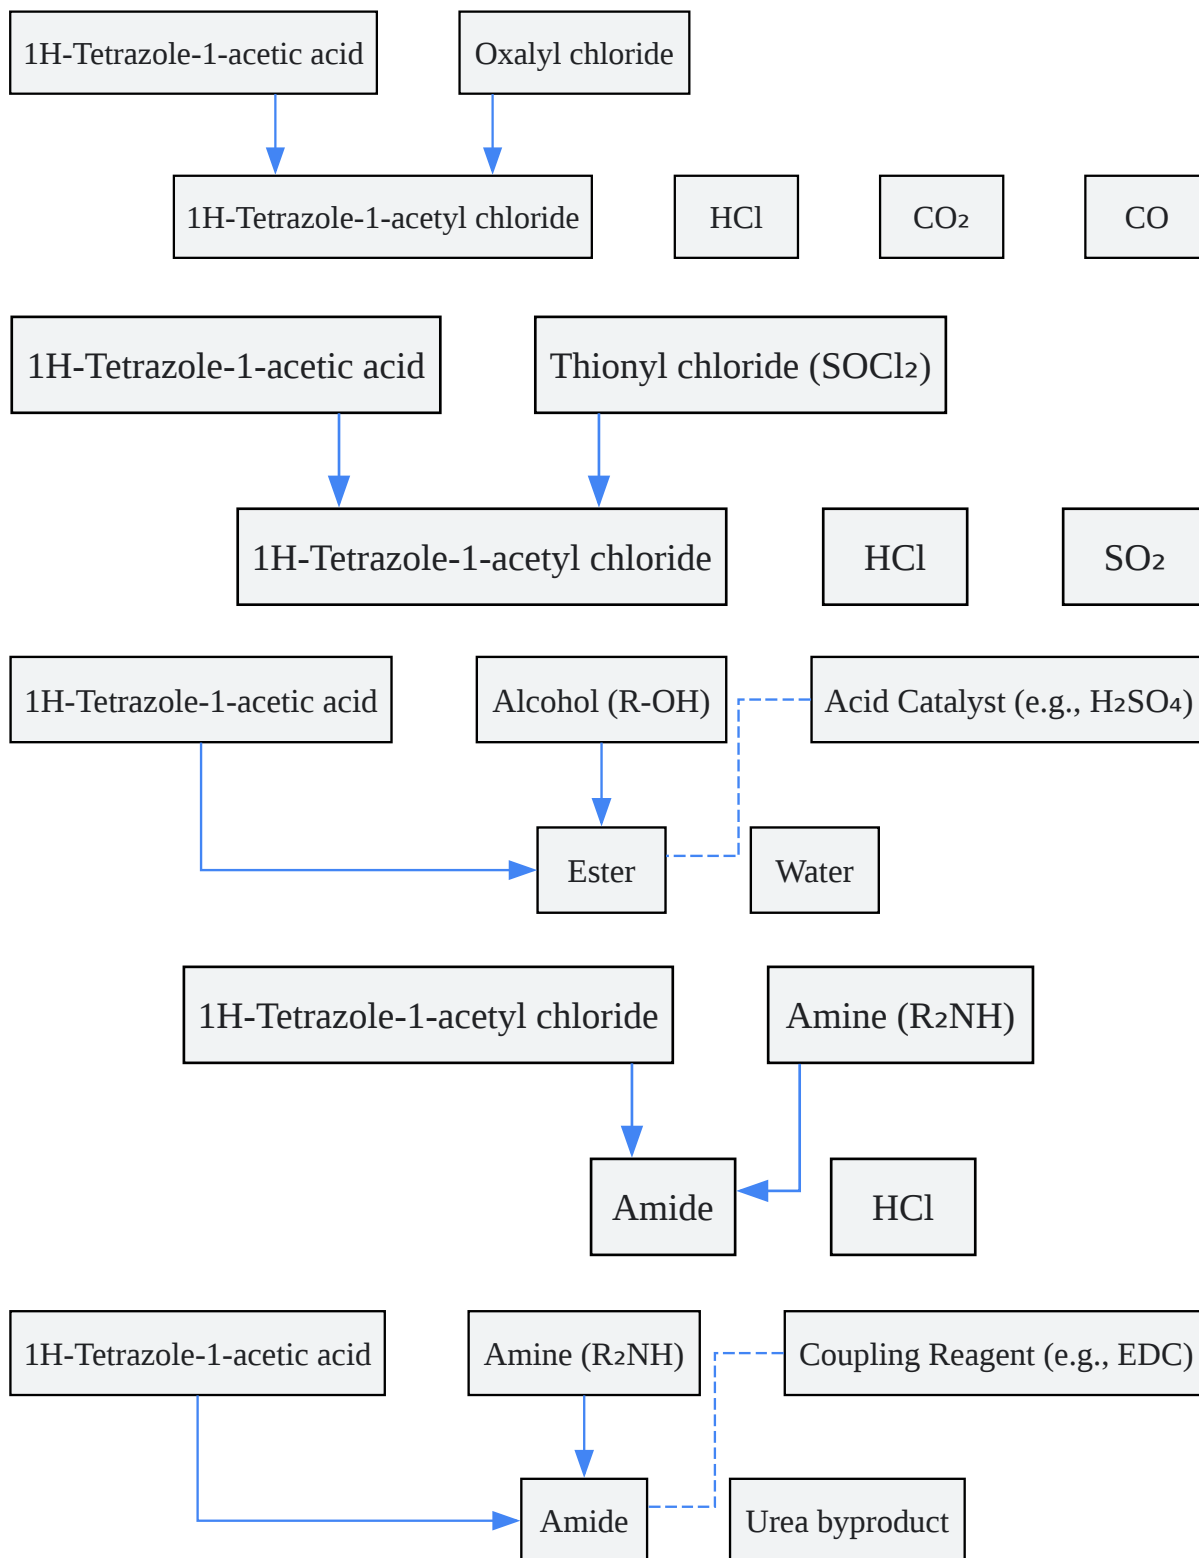 1H-Tetrazole-1-acetic acid
Oxalyl chloride
1H-Tetrazole-1-acetyl chloride
HCl
CO₂
CO
1H-Tetrazole-1-acetic acid
Thionyl chloride (SOCl₂)
1H-Tetrazole-1-acetyl chloride
HCl
SO₂
1H-Tetrazole-1-acetic acid
Alcohol (R-OH)
Acid Catalyst (e.g., H₂SO₄)
Ester
Water
1H-Tetrazole-1-acetyl chloride
Amine (R₂NH)
Amide
HCl
1H-Tetrazole-1-acetic acid
Amine (R₂NH)
Coupling Reagent (e.g., EDC)
Amide
Urea byproduct